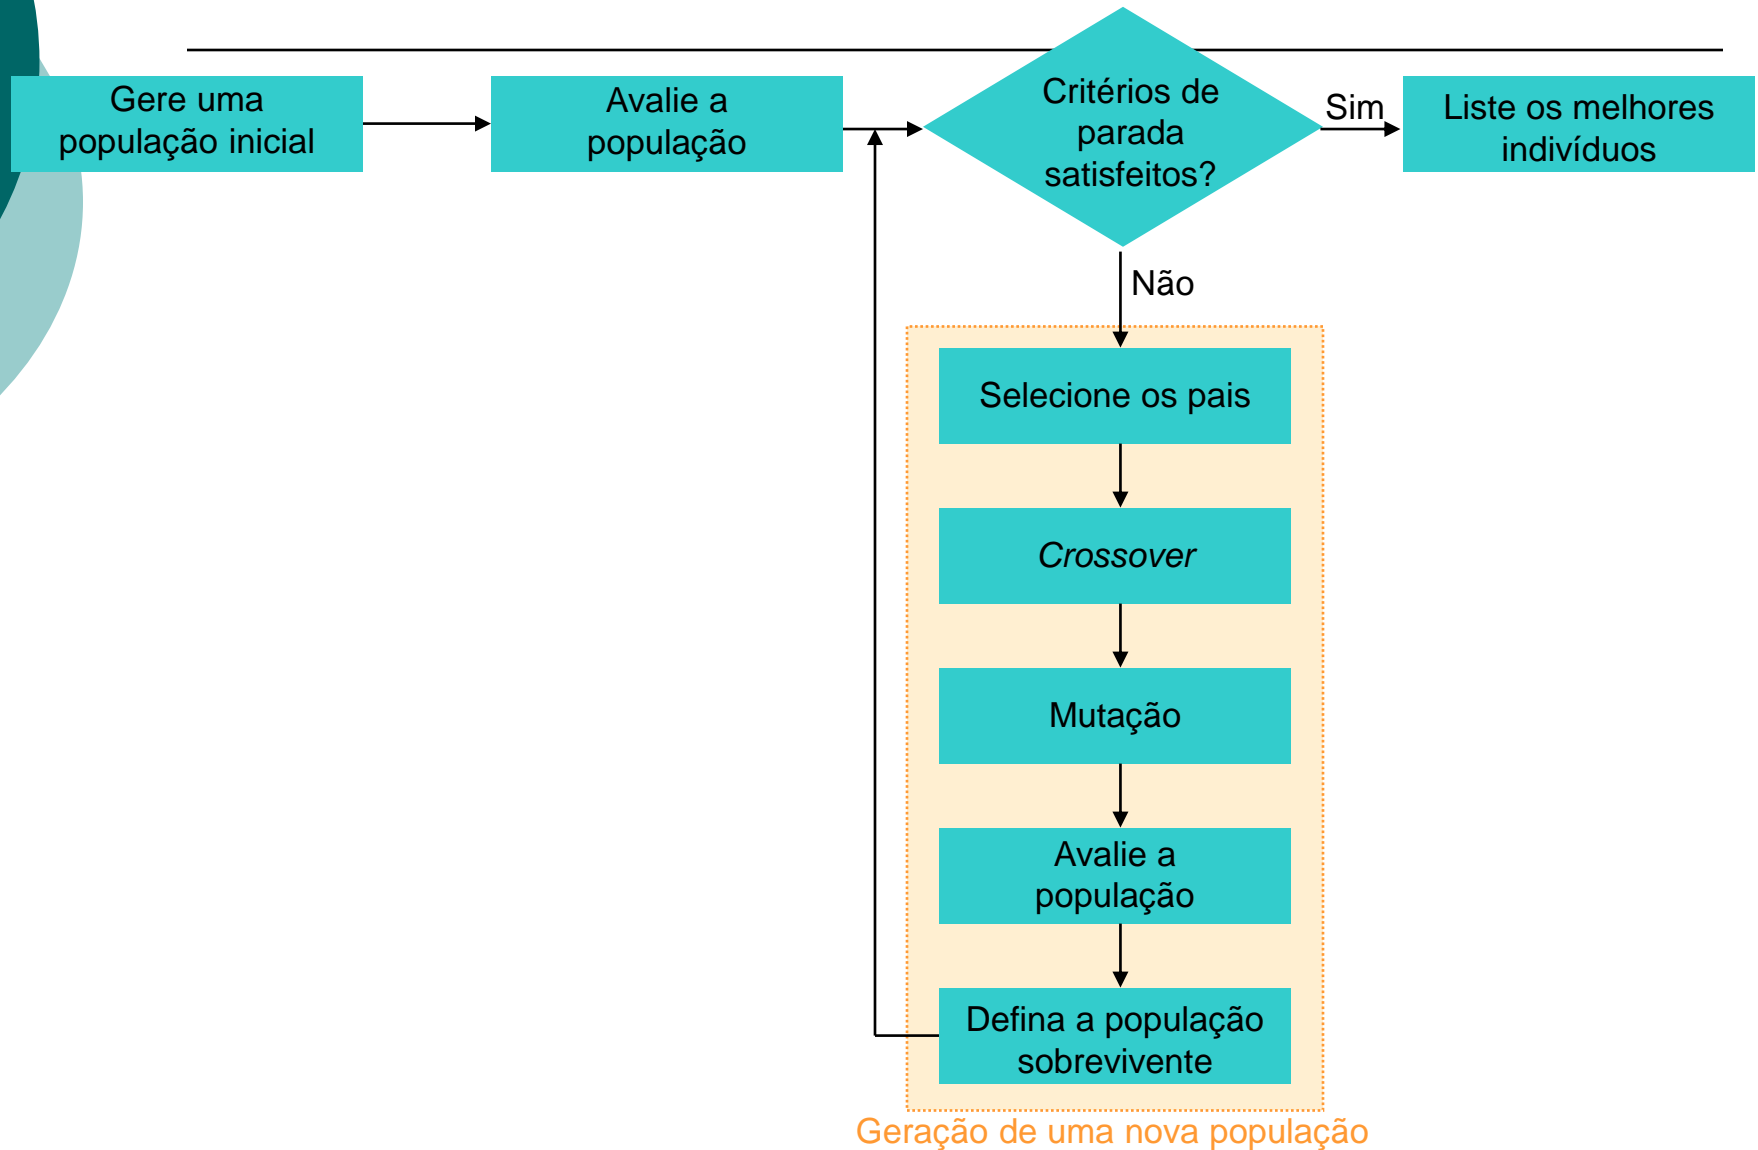 Gere uma
população inicial
Avalie a
população
Critérios de
parada
satisfeitos?
Sim
Liste os melhores
indivíduos
Não
Selecione os pais
Crossover
Mutação
Avalie a
população
Defina a população
sobrevivente
Geração de uma nova população